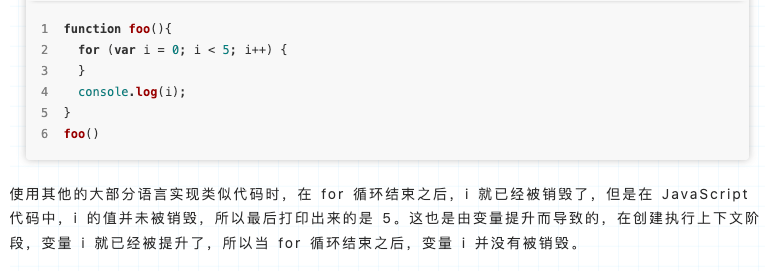 1 function foo(){
2   for (var i = 0; i < 5; i++) {
3   }
4   console.log(i);
5 }
6 foo()
使用其他的大部分语言实现类似代码时，在 for 循环结束之后，i 就已经被销毁了，但是在 JavaScript
代码中，i 的值并未被销毁，所以最后打印出来的是 5。这也是由变量提升而导致的，在创建执行上下文阶
段，变量 i 就已经被提升了，所以当 for 循环结束之后，变量 i 并没有被销毁。